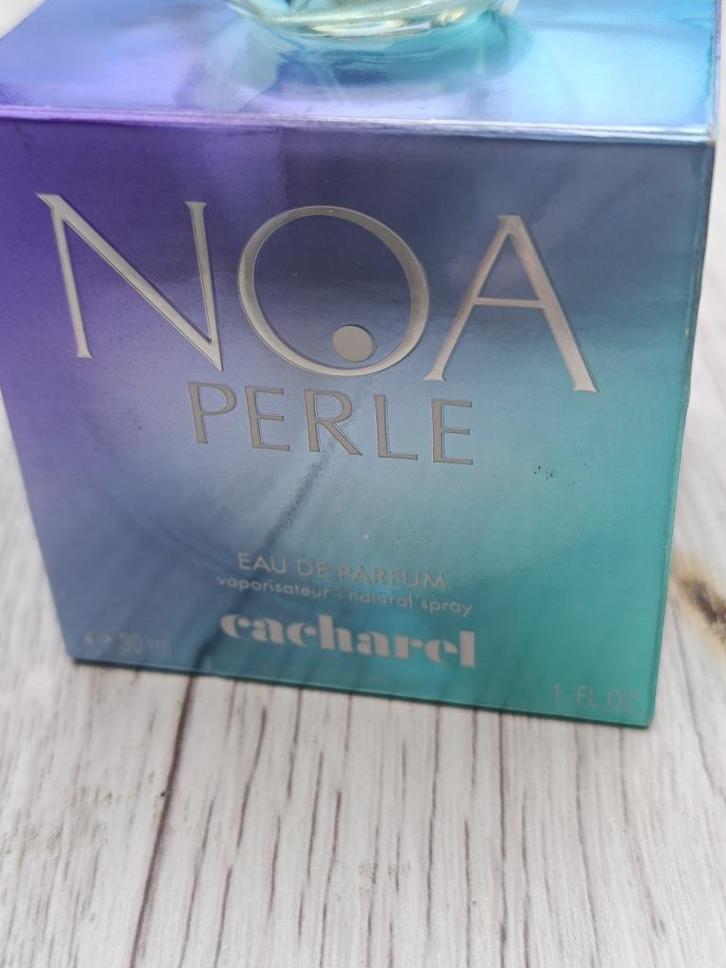 NOA
PERLE
EAU DE PARFUM
vaporisateur - natural spray
cacharel
℮ 30 ml
1. FL.OZ